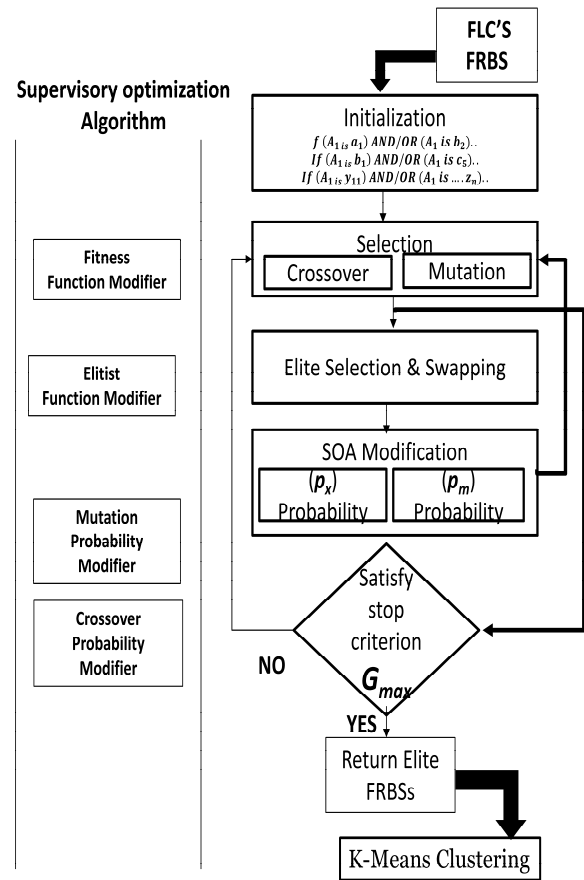 FLC'S
FRBS
Supervisory optimization
Algorithm
Initialization
f (A1 is a1) AND/OR (A1 is b2)..
If (A1 is b1) AND/OR (A1 is c5)..
If (A1 is y11) AND/OR (A1 is .... zn)..
Selection
Crossover
Mutation
Fitness
Function Modifier
Elite Selection & Swapping
Elitist
Function Modifier
SOA Modification
(px)
Probability
(pm)
Probability
Mutation
Probability
Modifier
Crossover
Probability
Modifier
Satisfy
stop
criterion
Gmax
NO
YES
Return Elite
FRBSs
K-Means Clustering